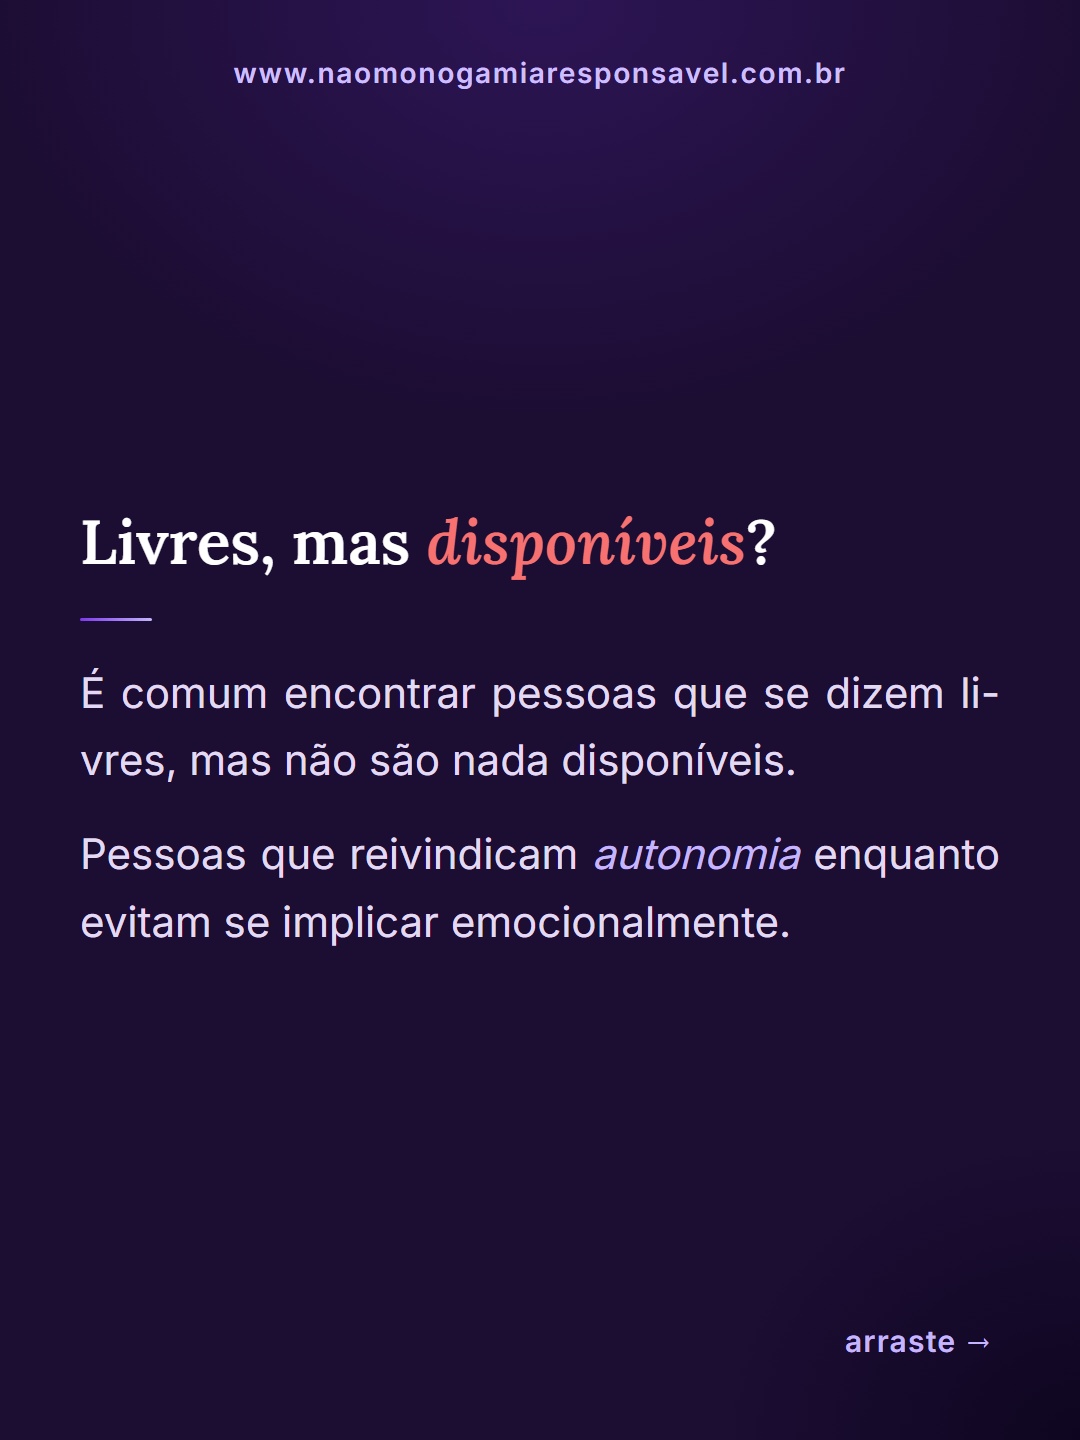 www.naomonogamiaresponsavel.com.br
Livres, mas disponíveis?
É comum encontrar pessoas que se dizem li-
vres, mas não são nada disponíveis.
Pessoas que reivindicam autonomia enquanto
evitam se implicar emocionalmente.
arraste →